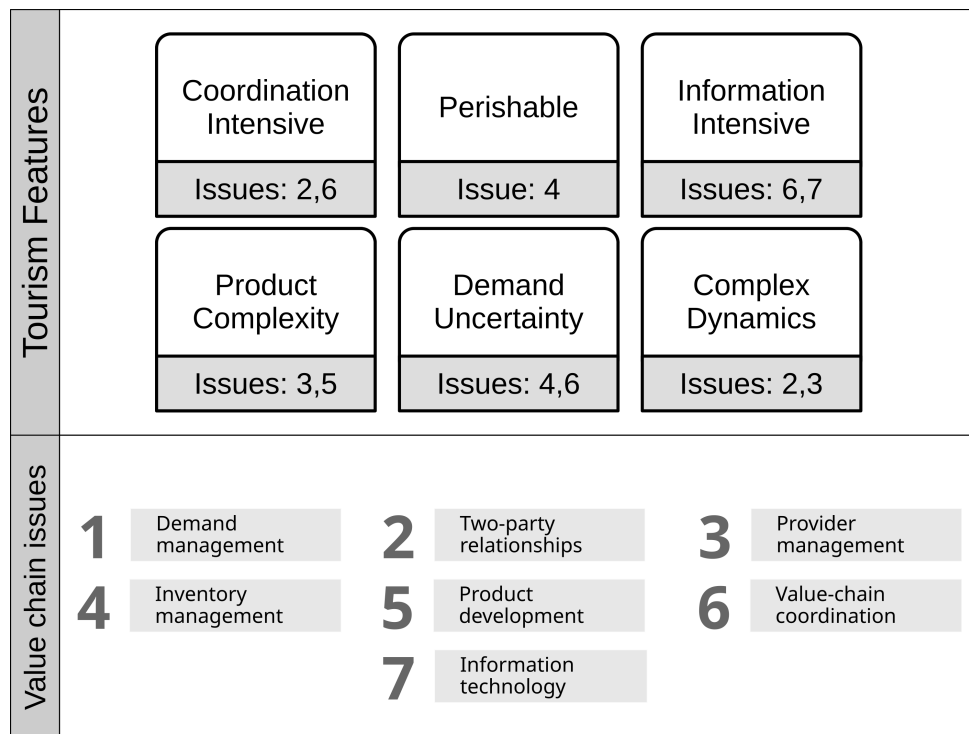 Tourism Features
Coordination
Intensive
Issues: 2,6
Perishable
Issue: 4
Information
Intensive
Issues: 6,7
Product
Complexity
Issues: 3,5
Demand
Uncertainty
Issues: 4,6
Complex
Dynamics
Issues: 2,3
Value chain issues
1
Demand
management
2
Two-party
relationships
3
Provider
management
4
Inventory
management
5
Product
development
6
Value-chain
coordination
7
Information
technology